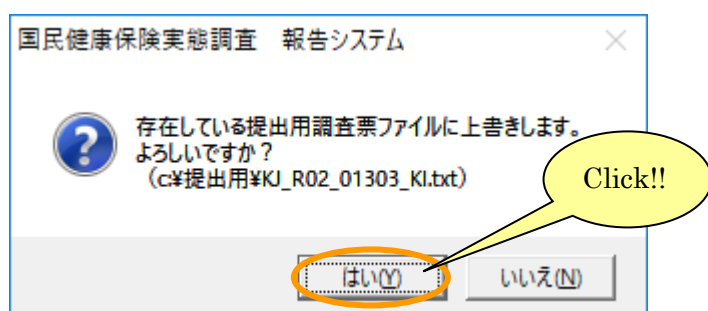 国民健康保険実態調査　報告システム
存在している提出用調査票ファイルに上書きします。
よろしいですか？
（c:¥提出用¥KJ_R02_01303_KI.txt）
Click!!
はい(Y)
いいえ(N)